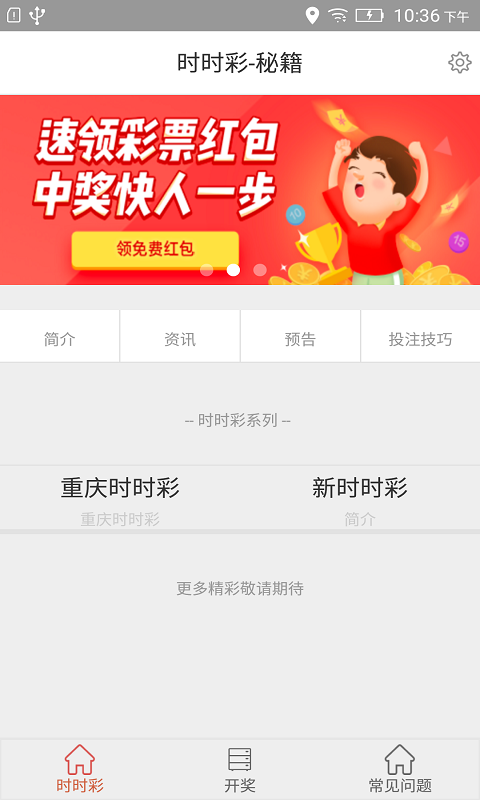 10:36 下午
时时彩-秘籍
速领彩票红包
中奖快人一步
领免费红包
10
15
简介 资讯 预告 投注技巧
-- 时时彩系列 --
重庆时时彩 新时时彩
重庆时时彩 简介
更多精彩敬请期待
时时彩 开奖 常见问题